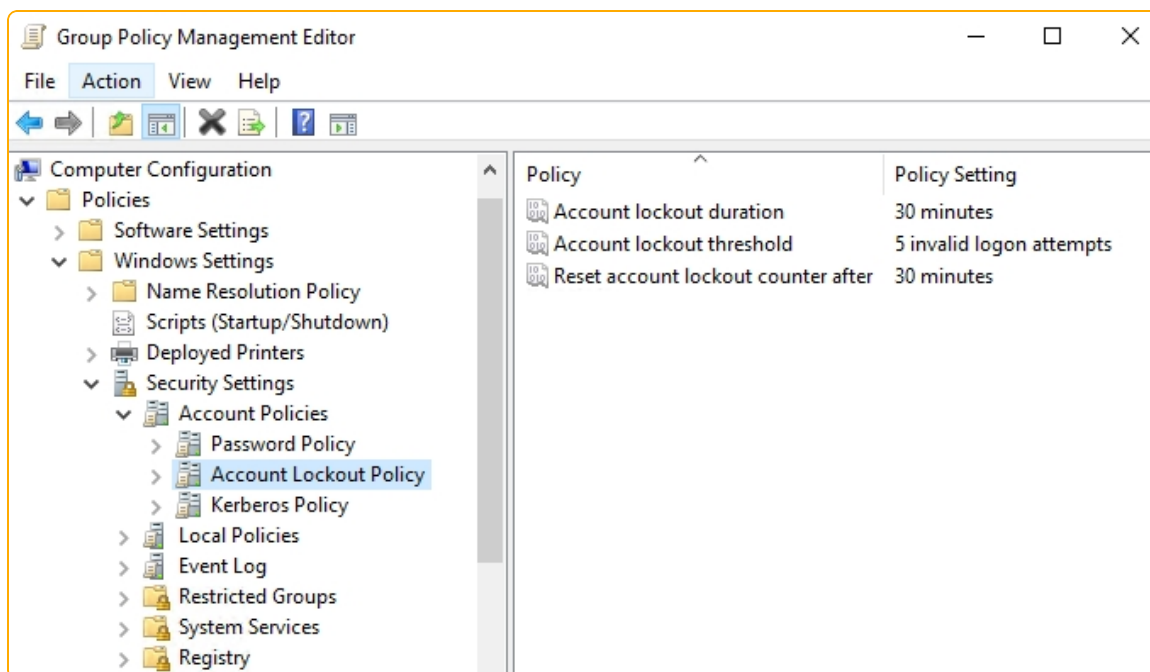 Group Policy Management Editor
File Action View Help
Computer Configuration
Policies
Software Settings
Windows Settings
Name Resolution Policy
Scripts (Startup/Shutdown)
Deployed Printers
Security Settings
Account Policies
Password Policy
Account Lockout Policy
Kerberos Policy
Local Policies
Event Log
Restricted Groups
System Services
Registry
Policy Policy Setting
Account lockout duration 30 minutes
Account lockout threshold 5 invalid logon attempts
Reset account lockout counter after 30 minutes